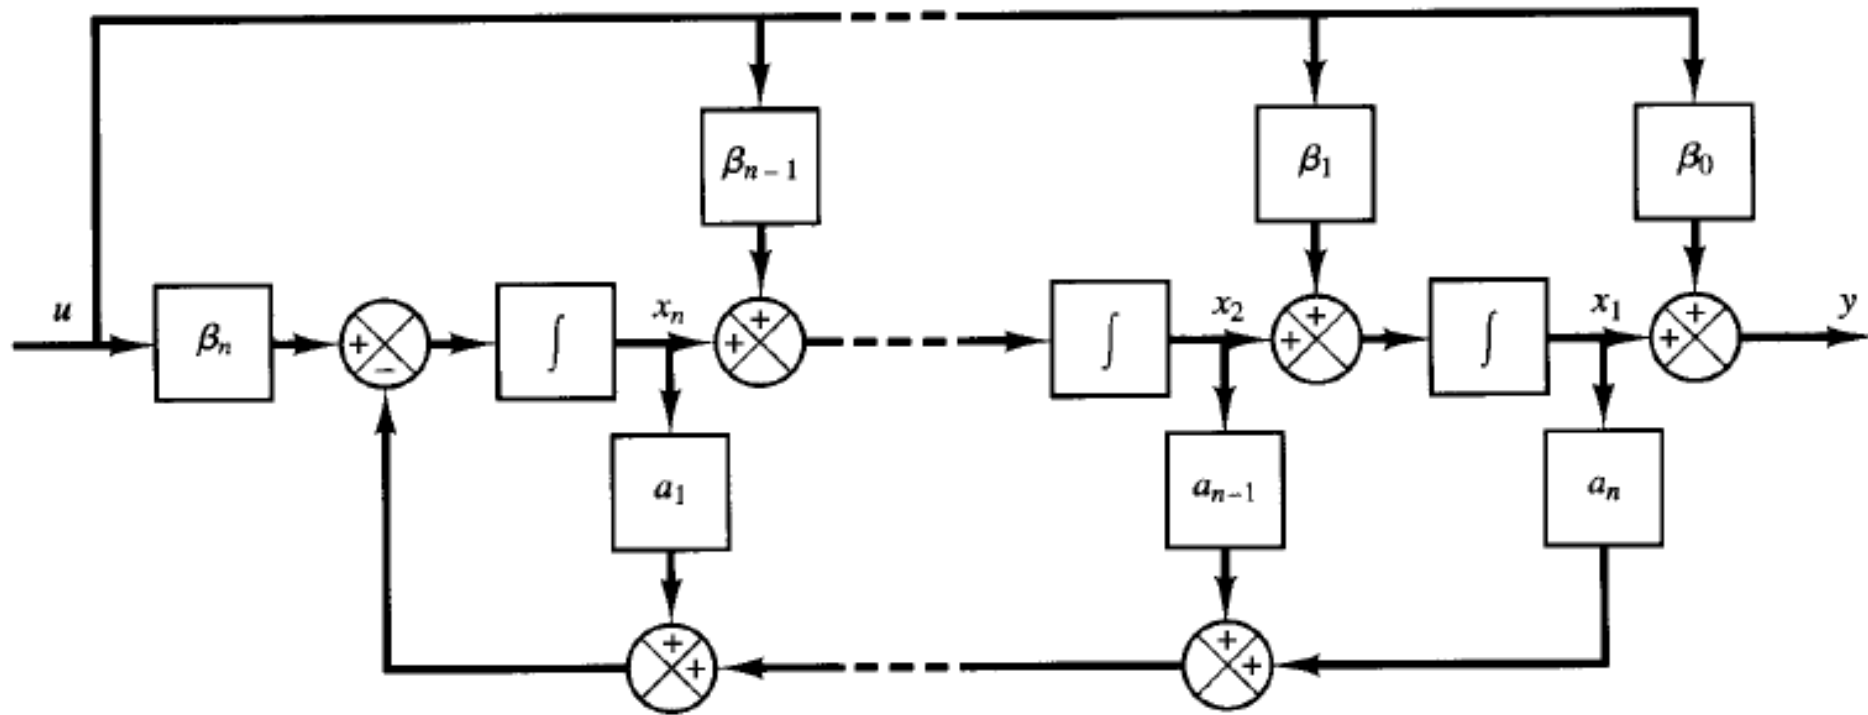 β_{n-1} β_1 β_0
+ + +
u β_n + − ∫ x_n + ∫ x_2 + ∫ x_1 + y
a_1 a_{n-1} a_n
+ + + +